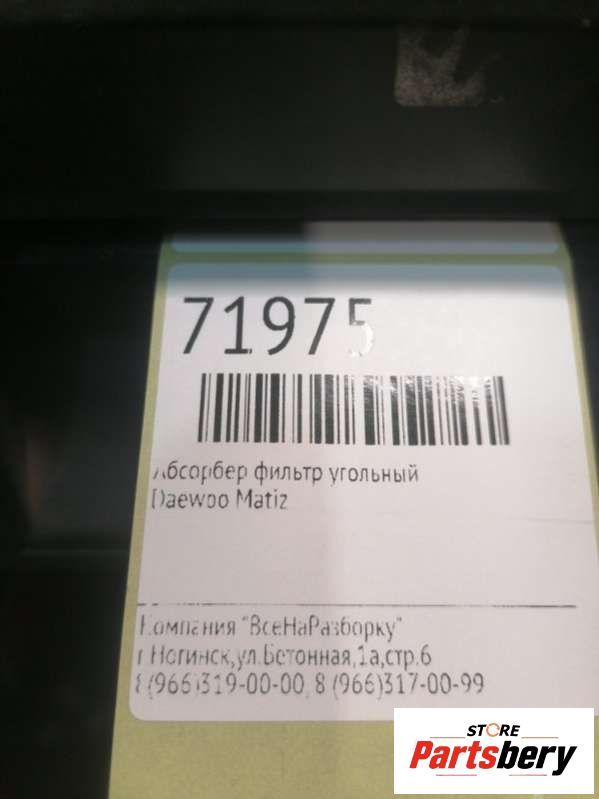 71975
Абсорбер фильтр угольный
Daewoo Matiz
Компания "ВсеНаРазборку"
г.Ногинск,ул.Бетонная,1а,стр.6
8 (966)319-00-00, 8 (966)317-00-99
STORE
Partsbery